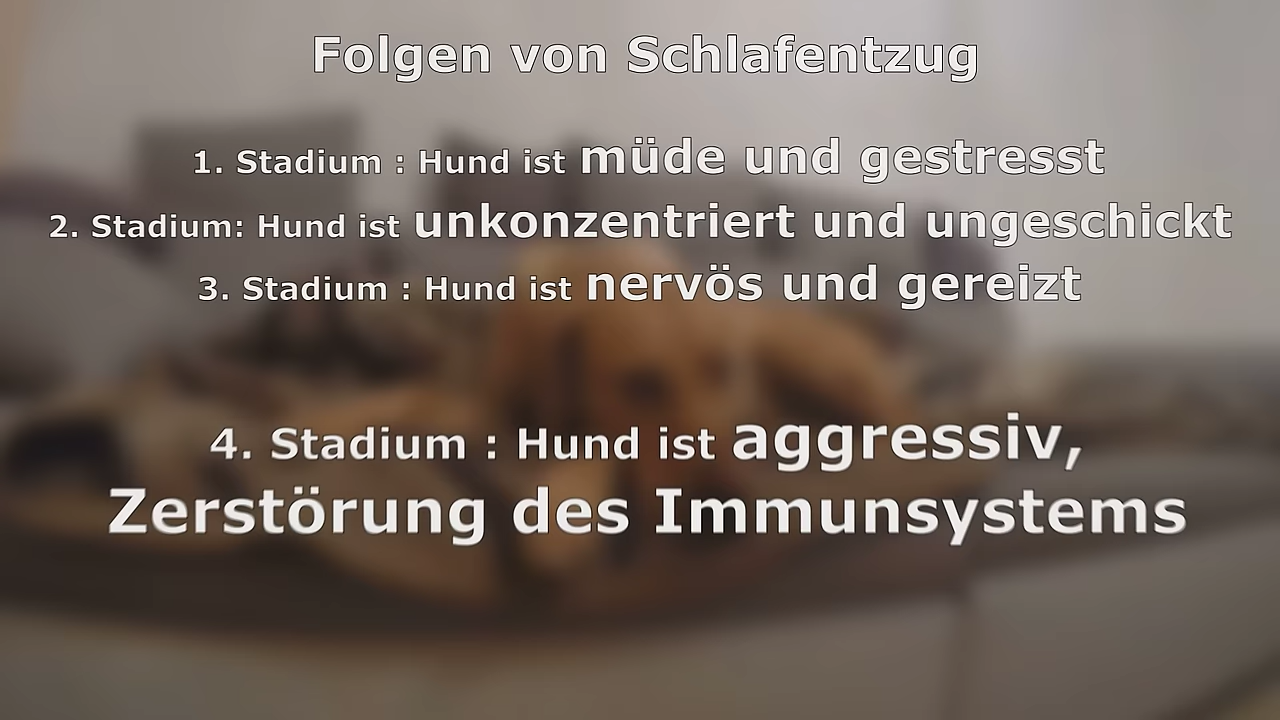 Folgen von Schlafentzug
1. Stadium : Hund ist müde und gestresst
2. Stadium: Hund ist unkonzentriert und ungeschickt
3. Stadium : Hund ist nervös und gereizt
4. Stadium : Hund ist aggressiv,
Zerstörung des Immunsystems